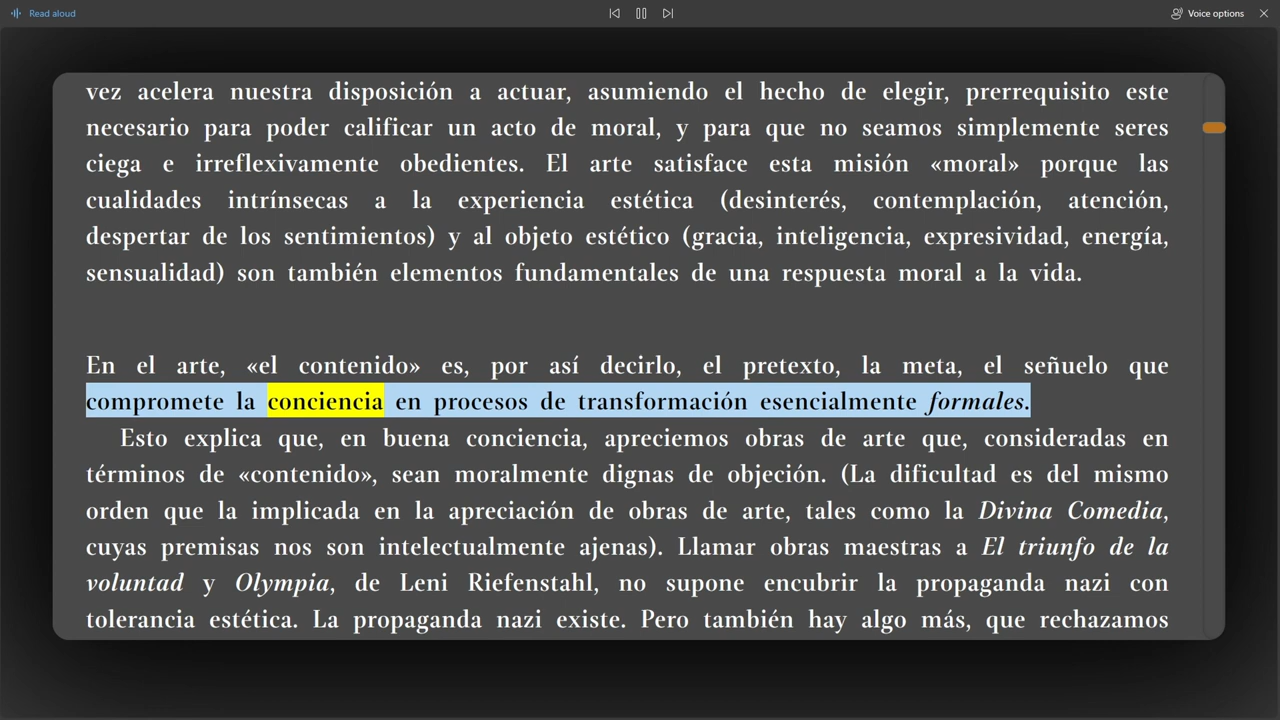 Read aloud
Voice options
vez acelera nuestra disposición a actuar, asumiendo el hecho de elegir, prerrequisito este
necesario para poder calificar un acto de moral, y para que no seamos simplemente seres
ciega e irreflexivamente obedientes. El arte satisface esta misión «moral» porque las
cualidades intrínsecas a la experiencia estética (desinterés, contemplación, atención,
despertar de los sentimientos) y al objeto estético (gracia, inteligencia, expresividad, energía,
sensualidad) son también elementos fundamentales de una respuesta moral a la vida.
En el arte, «el contenido» es, por así decirlo, el pretexto, la meta, el señuelo que
compromete la conciencia en procesos de transformación esencialmente formales.
Esto explica que, en buena conciencia, apreciemos obras de arte que, consideradas en
términos de «contenido», sean moralmente dignas de objeción. (La dificultad es del mismo
orden que la implicada en la apreciación de obras de arte, tales como la Divina Comedia,
cuyas premisas nos son intelectualmente ajenas). Llamar obras maestras a El triunfo de la
voluntad y Olympia, de Leni Riefenstahl, no supone encubrir la propaganda nazi con
tolerancia estética. La propaganda nazi existe. Pero también hay algo más, que rechazamos